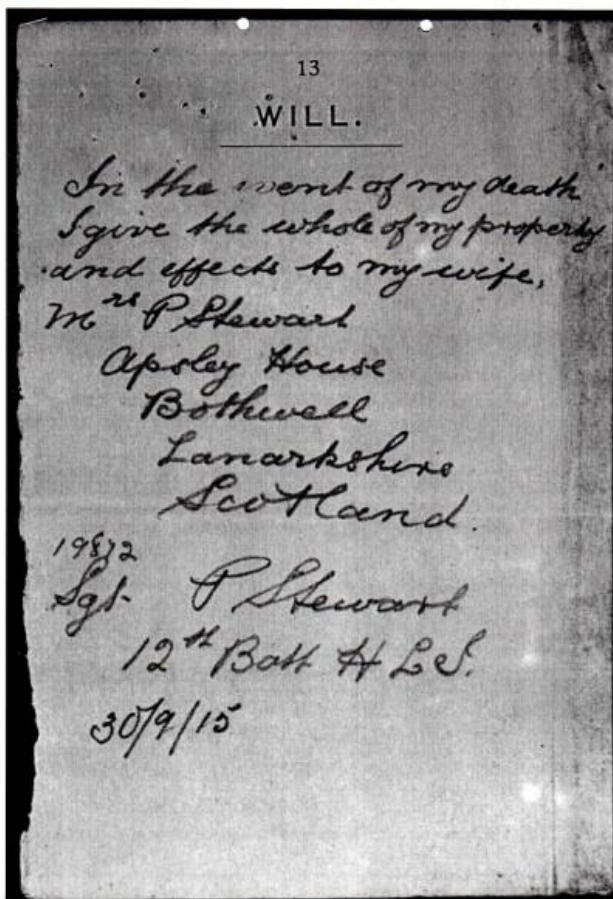 13
WILL.
In the event of my death
I give the whole of my property
and effects to my wife,
Mrs P Stewart
Apsley House
Bothwell
Lanarkshire
Scotland.
19872
Sgt. P Stewart
12th Batt H L I.
30/9/15